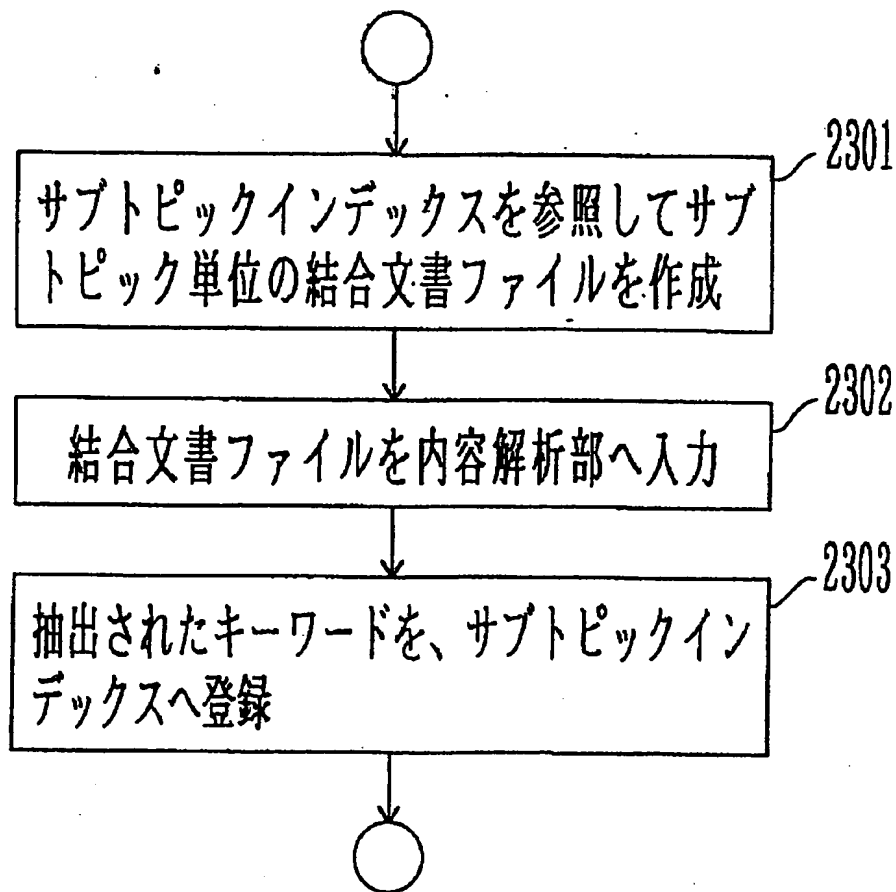 2301
サブトピックインデックスを参照してサブ
トピック単位の結合文書ファイルを作成
2302
結合文書ファイルを内容解析部へ入力
2303
抽出されたキーワードを、サブトピックイン
デックスへ登録